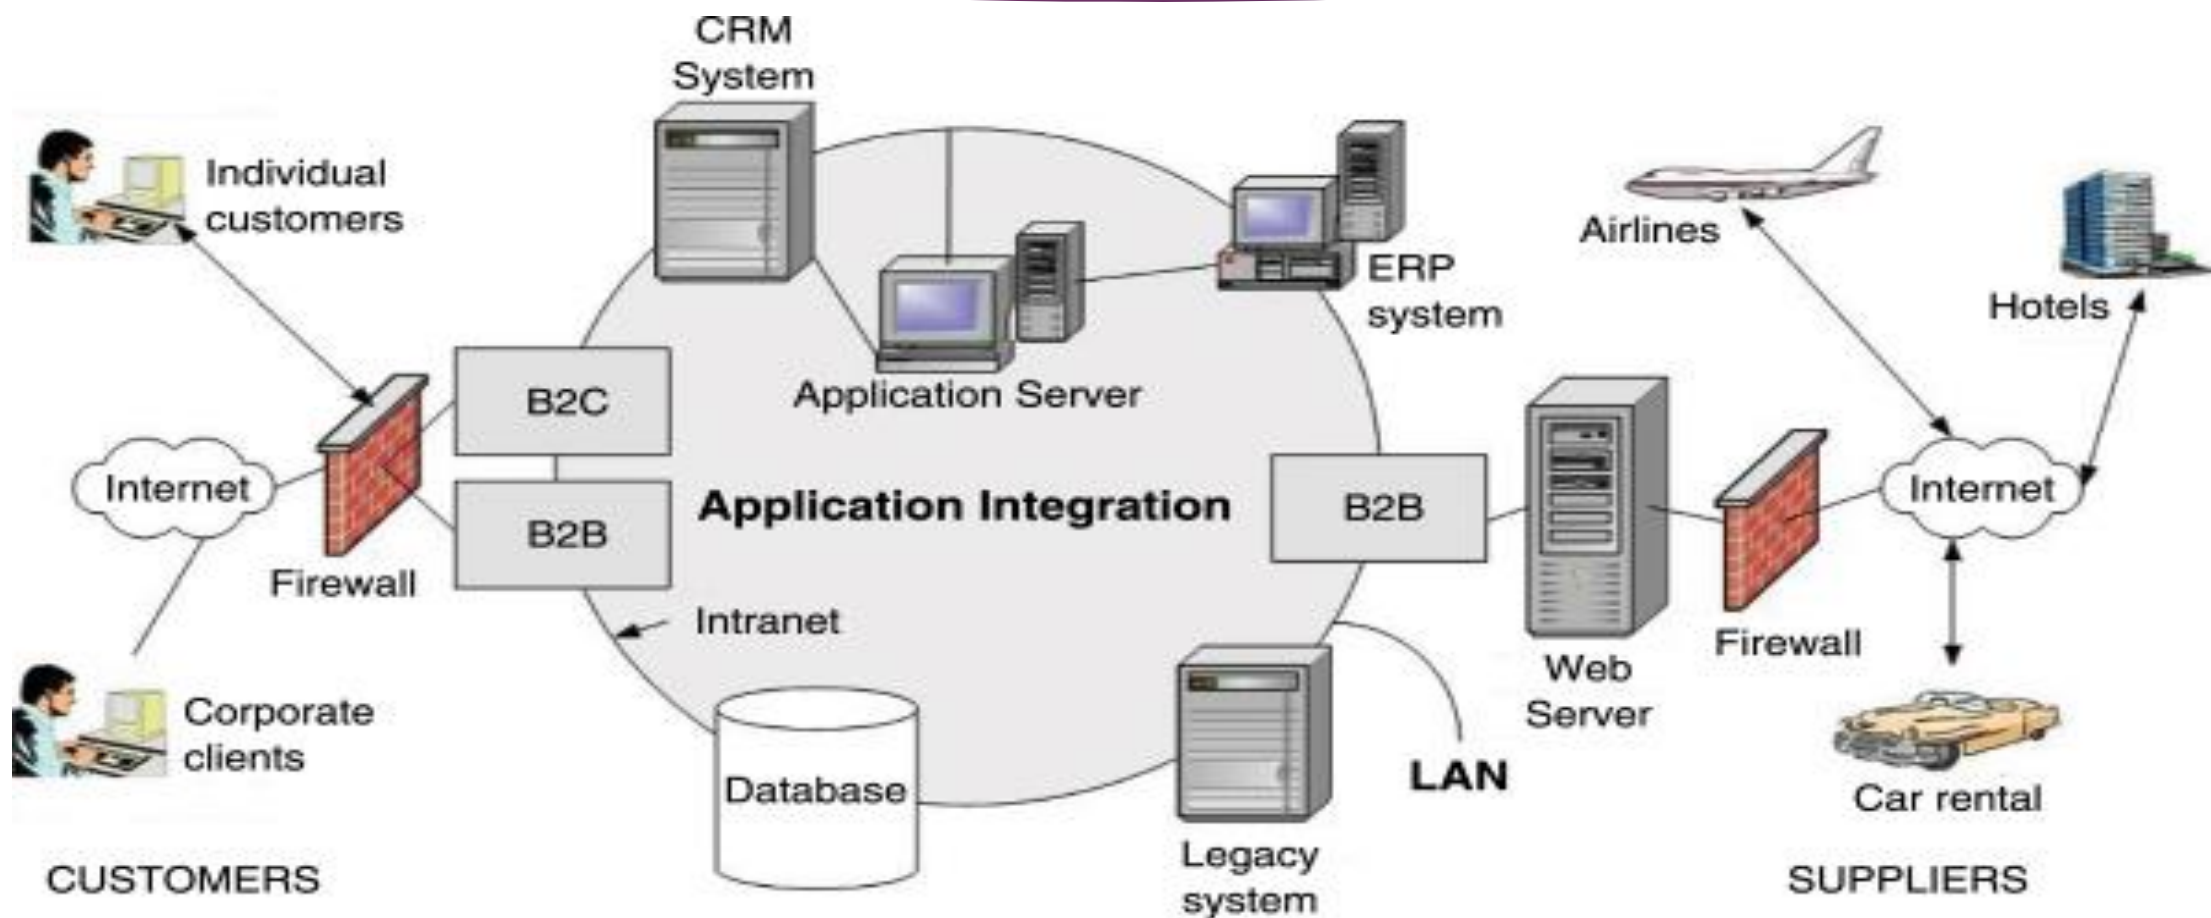 CRM
System
Individual
customers
Airlines
Hotels
ERP
system
Application Server
B2C
Internet
Firewall
B2B
Application Integration
B2B
Internet
Intranet
Web
Server
Firewall
Corporate
clients
Database
LAN
Car rental
Legacy
system
CUSTOMERS
SUPPLIERS